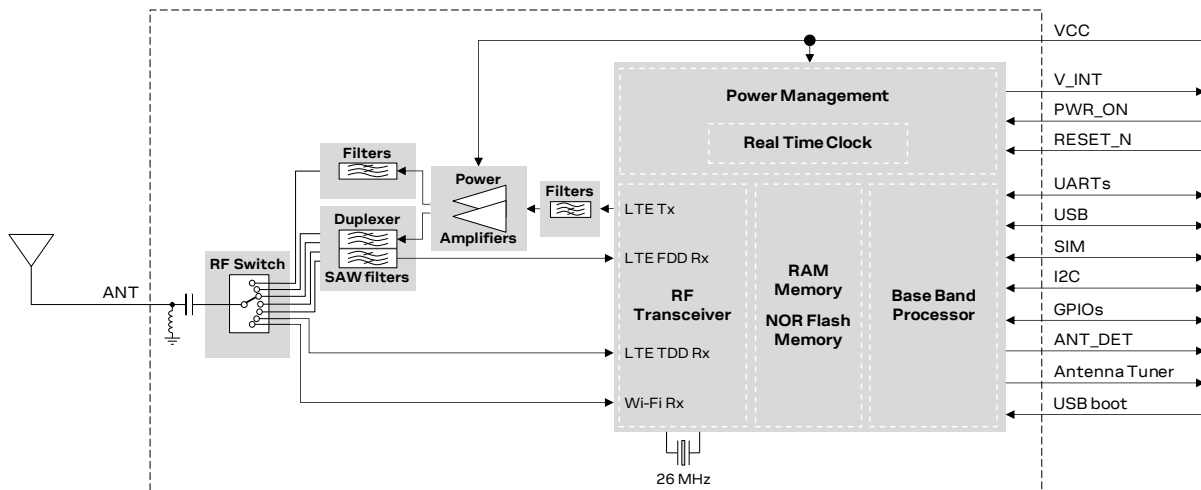 VCC
V_INT
Power Management
PWR_ON
Real Time Clock
RESET_N
Filters
Power
Filters
UARTs
LTE Tx
Duplexer
Amplifiers
USB
RF Switch
SAW filters
LTE FDD Rx
SIM
RAM
Memory
NOR Flash
Memory
RF
Transceiver
Base Band
Processor
I2C
ANT
GPIOs
ANT_DET
LTE TDD Rx
Antenna Tuner
Wi-Fi Rx
USB boot
26 MHz